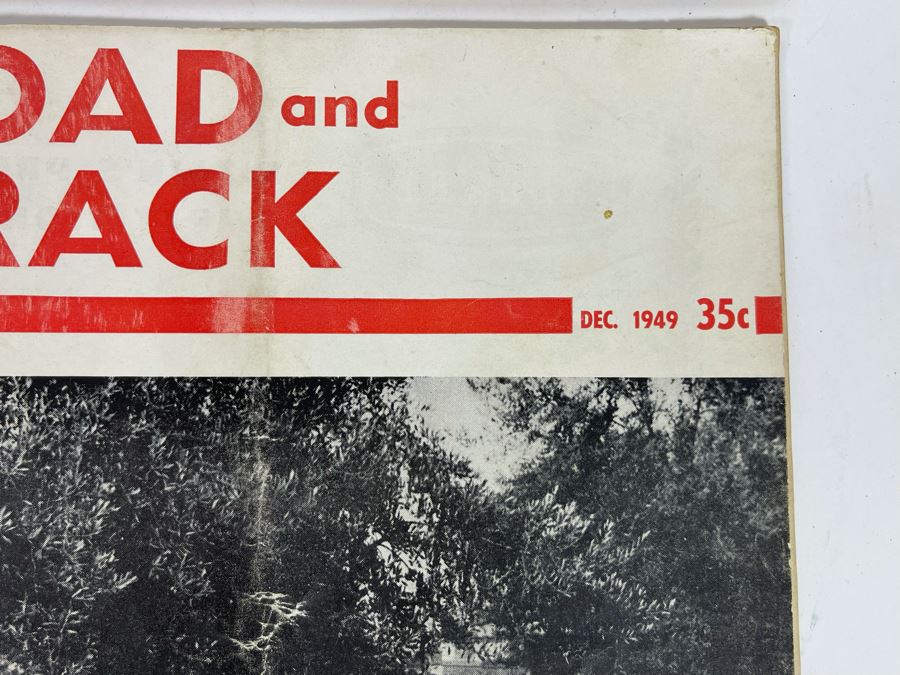 OAD and
RACK
DEC. 1949 35c